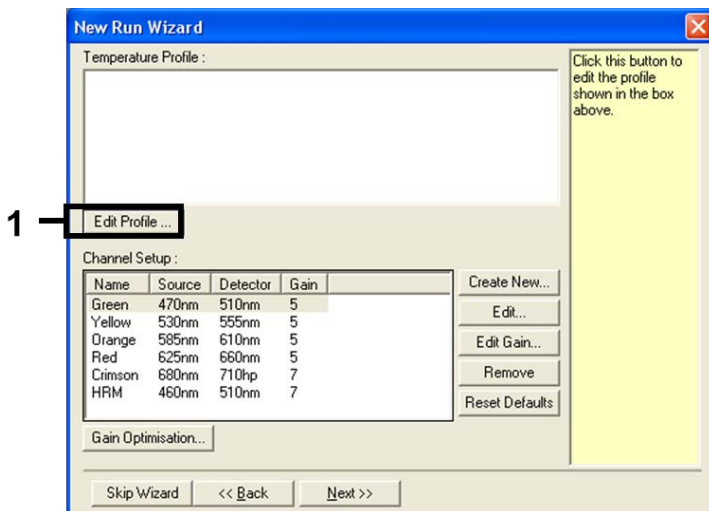 New Run Wizard
Temperature Profile :
Click this button to
edit the profile
shown in the box
above.
1
Edit Profile ...
Channel Setup :
Name Source Detector Gain
Green 470nm 510nm 5
Yellow 530nm 555nm 5
Orange 585nm 610nm 5
Red 625nm 660nm 5
Crimson 680nm 710hp 7
HRM 460nm 510nm 7
Create New...
Edit...
Edit Gain...
Remove
Reset Defaults
Gain Optimisation...
Skip Wizard << Back Next >>